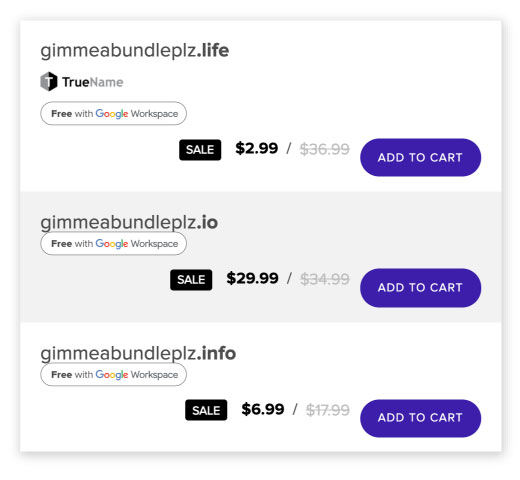 gimmeabundleplz.life
TrueName
Free with Google Workspace
SALE $2.99 / $36.99 ADD TO CART
gimmeabundleplz.io
Free with Google Workspace
SALE $29.99 / $34.99 ADD TO CART
gimmeabundleplz.info
Free with Google Workspace
SALE $6.99 / $17.99 ADD TO CART